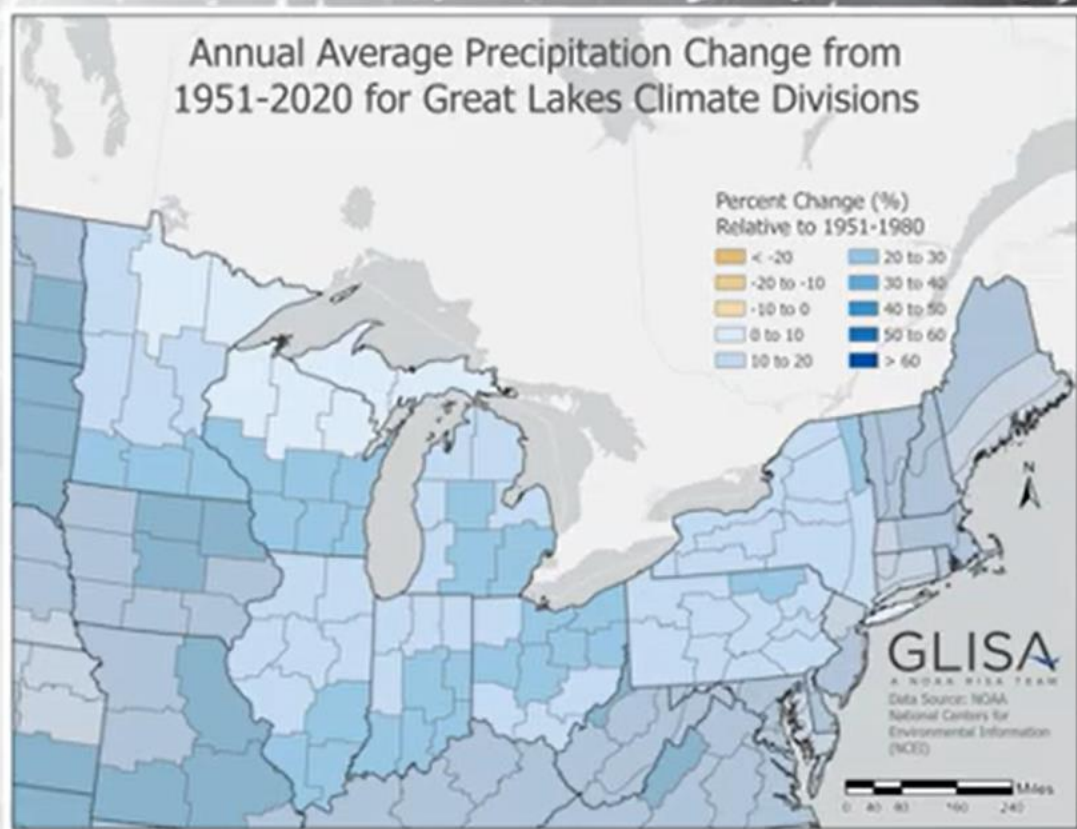 Annual Average Precipitation Change from
1951-2020 for Great Lakes Climate Divisions
Percent Change (%)
Relative to 1951-1980
< -20
-20 to -10
-10 to 0
0 to 10
10 to 20
20 to 30
30 to 40
40 to 50
50 to 60
> 60
N
GLISA
A NOAA RISA TEAM
Data Source: NOAA
National Centers for
Environmental Information
(NCEI)
Miles
0 40 80 160 240